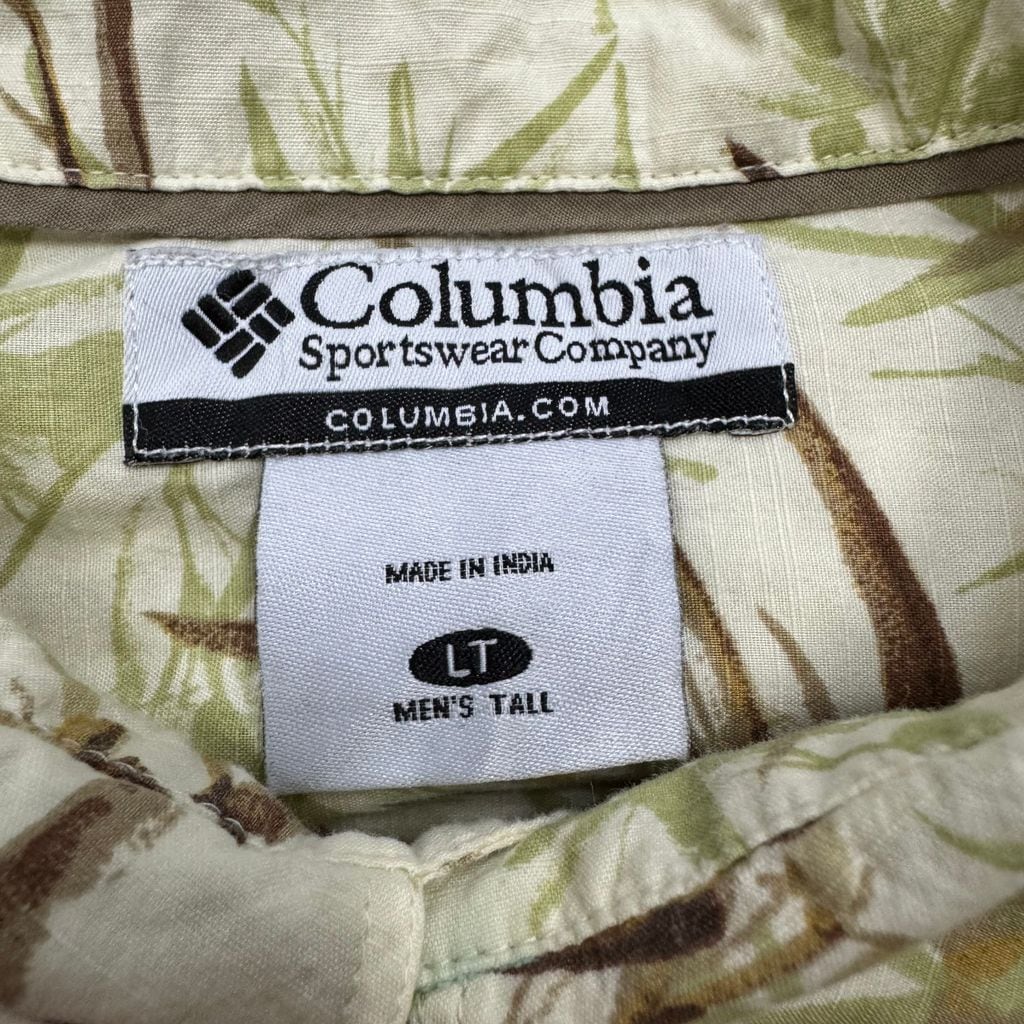 Columbia
Sportswear Company
COLUMBIA.COM
MADE IN INDIA
LT
MEN'S TALL